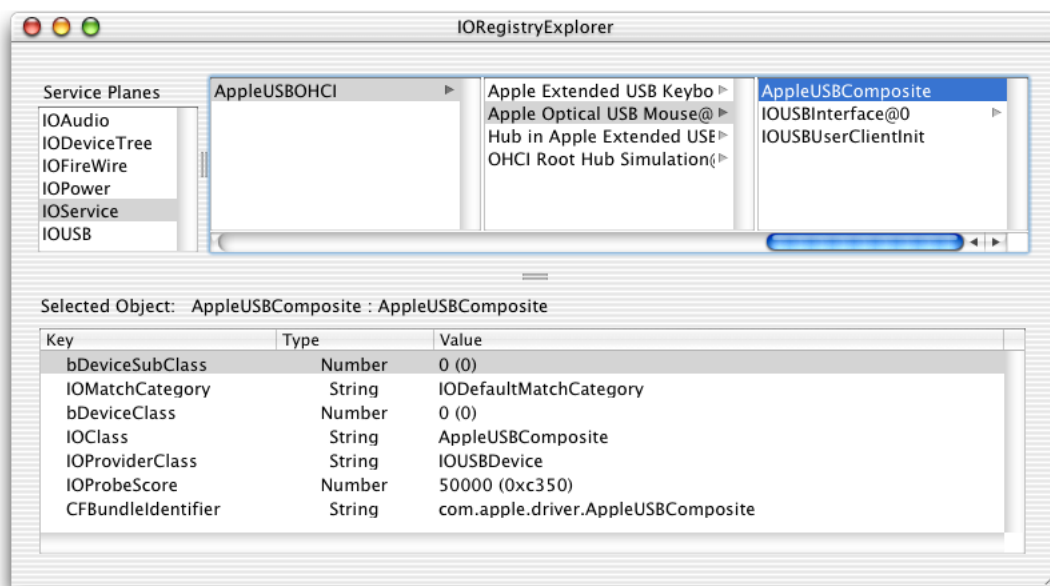 IORegistryExplorer
Service Planes
IOAudio
IODeviceTree
IOFireWire
IOPower
IOService
IOUSB
AppleUSBOHCI
Apple Extended USB Keybo
Apple Optical USB Mouse@
Hub in Apple Extended USB
OHCI Root Hub Simulation@
AppleUSBComposite
IOUSBInterface@0
IOUSBUserClientInit
Selected Object: AppleUSBComposite : AppleUSBComposite
Key Type Value
bDeviceSubClass Number 0 (0)
IOMatchCategory String IODefaultMatchCategory
bDeviceClass Number 0 (0)
IOClass String AppleUSBComposite
IOProviderClass String IOUSBDevice
IOProbeScore Number 50000 (0xc350)
CFBundleIdentifier String com.apple.driver.AppleUSBComposite